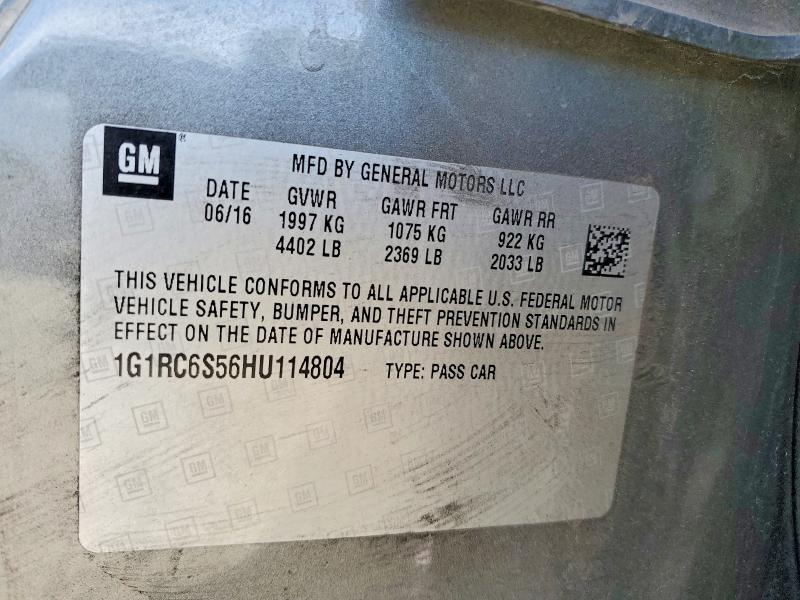 GM
MFD BY GENERAL MOTORS LLC
DATE GVWR GAWR FRT GAWR RR
06/16 1997 KG 1075 KG 922 KG
4402 LB 2369 LB 2033 LB
THIS VEHICLE CONFORMS TO ALL APPLICABLE U.S. FEDERAL MOTOR
VEHICLE SAFETY, BUMPER, AND THEFT PREVENTION STANDARDS IN
EFFECT ON THE DATE OF MANUFACTURE SHOWN ABOVE.
1G1RC6S56HU114804 TYPE: PASS CAR